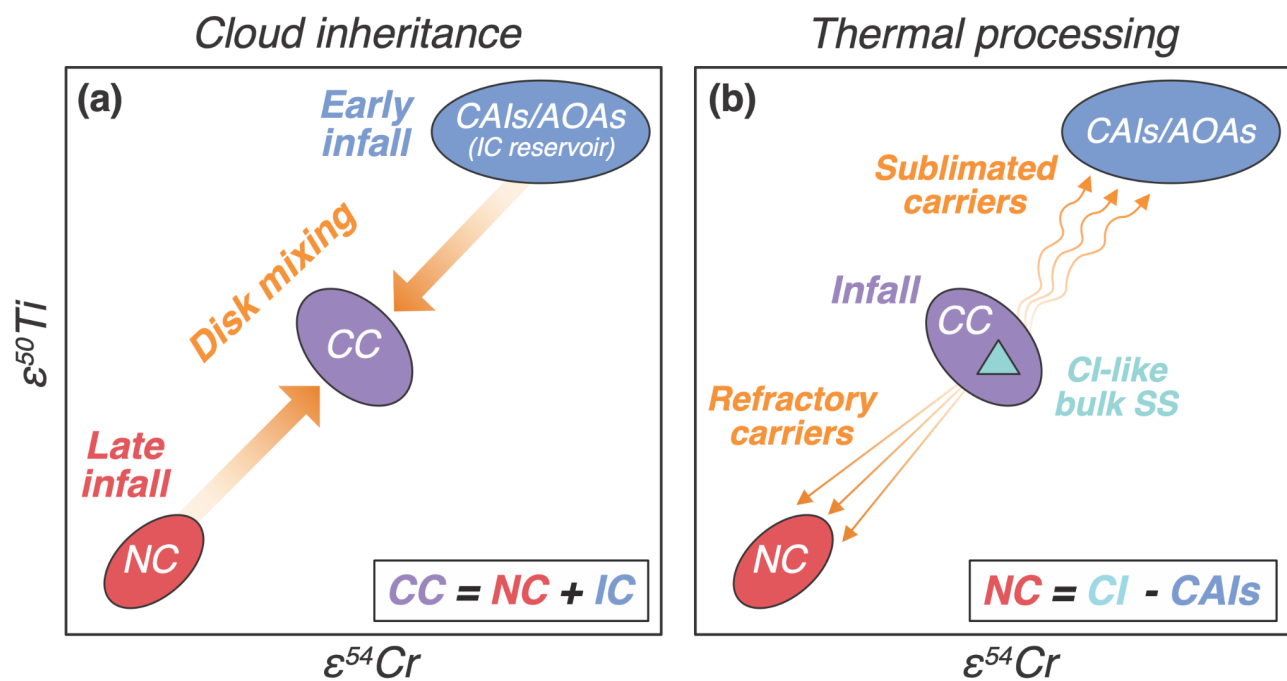 Cloud inheritance
(a)
Early
infall
CAIs/AOAs
(IC reservoir)
Disk mixing
CC
Late
infall
NC
CC = NC + IC
ε⁵⁰Ti
ε⁵⁴Cr
Thermal processing
(b)
CAIs/AOAs
Sublimated
carriers
Infall
CC
CI-like
bulk SS
Refractory
carriers
NC
NC = CI - CAIs
ε⁵⁴Cr